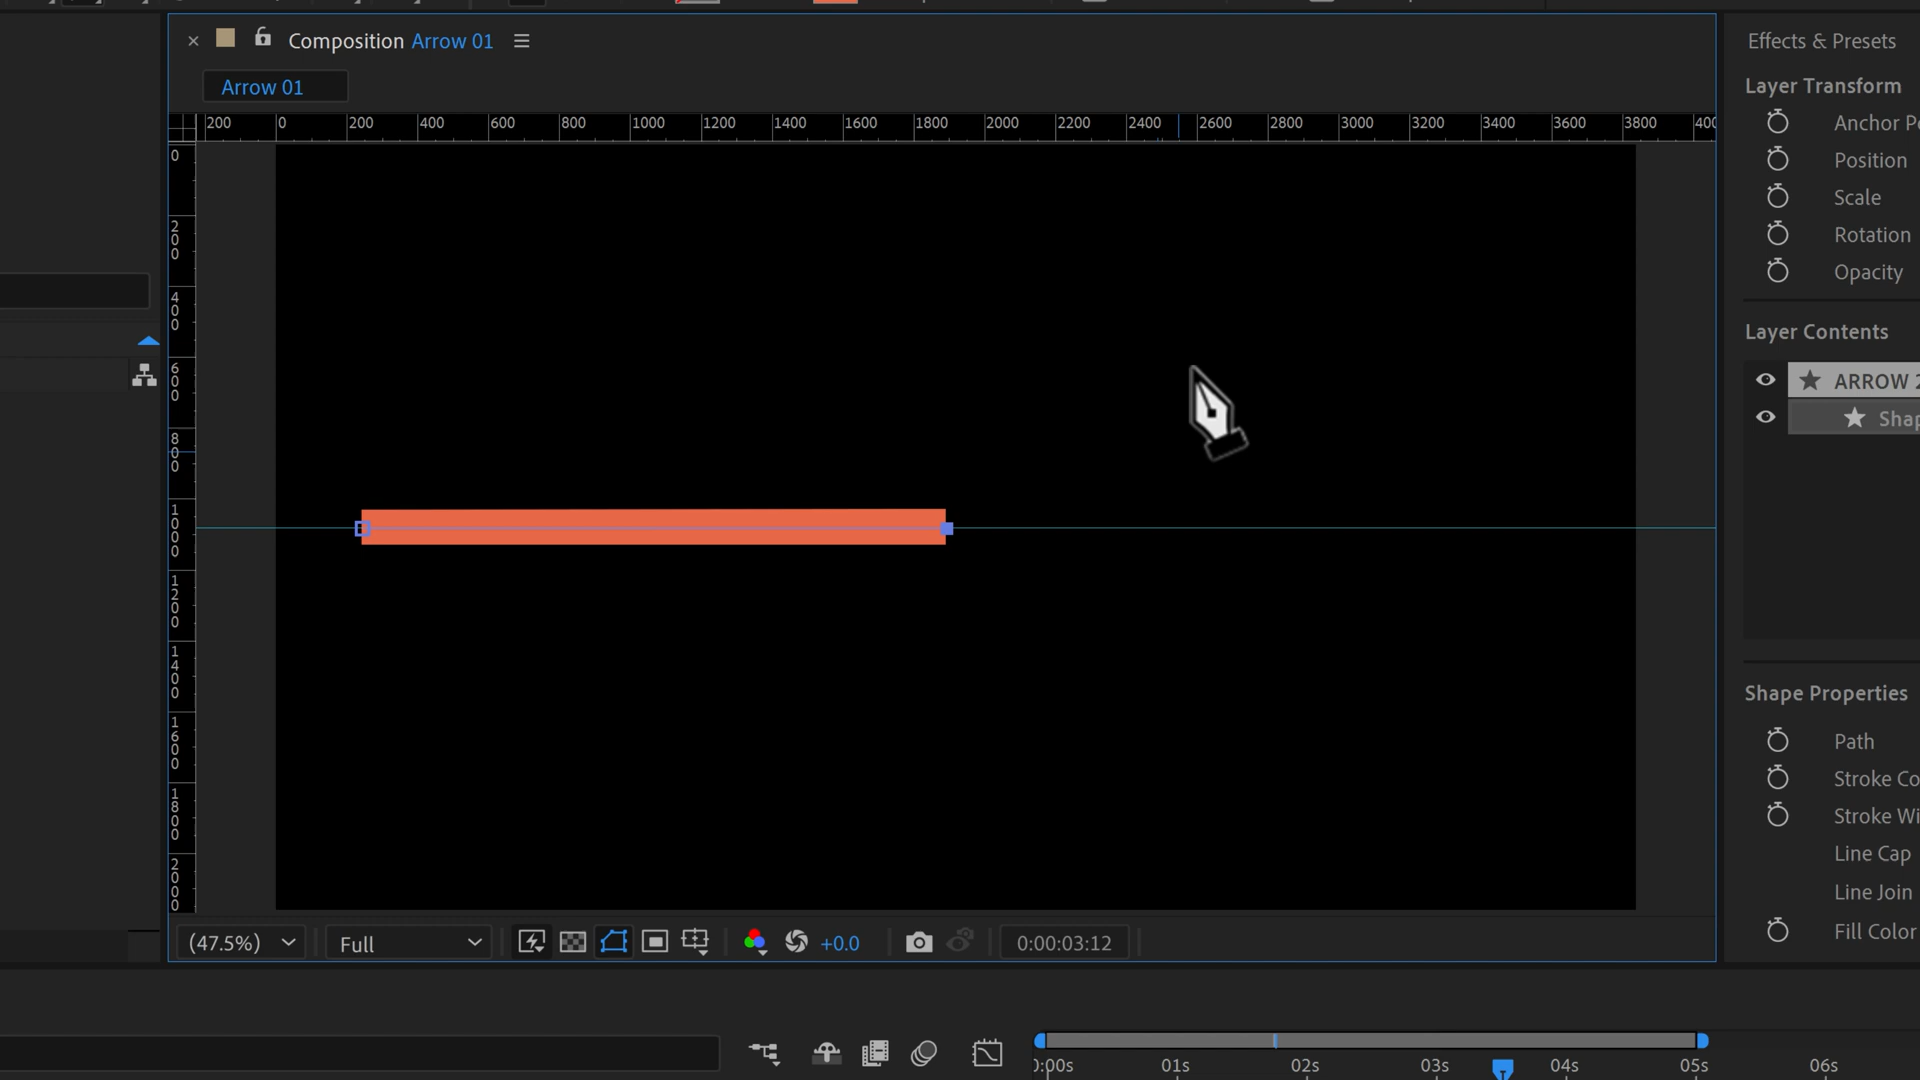 Composition Arrow 01
Arrow 01
200 0 200 400 600 800 1000 1200 1400 1600 1800 2000 2200 2400 2600 2800 3000 3200 3400 3600 3800 400
0
200
400
600
800
1000
1200
1400
1600
1800
2000
Effects & Presets
Layer Transform
Anchor Po
Position
Scale
Rotation
Opacity
Layer Contents
ARROW 2
Shap
Shape Properties
Path
Stroke Co
Stroke Wi
Line Cap
Line Join
Fill Color
(47.5%) Full +0.0 0:00:03:12
0:00s 01s 02s 03s 04s 05s 06s